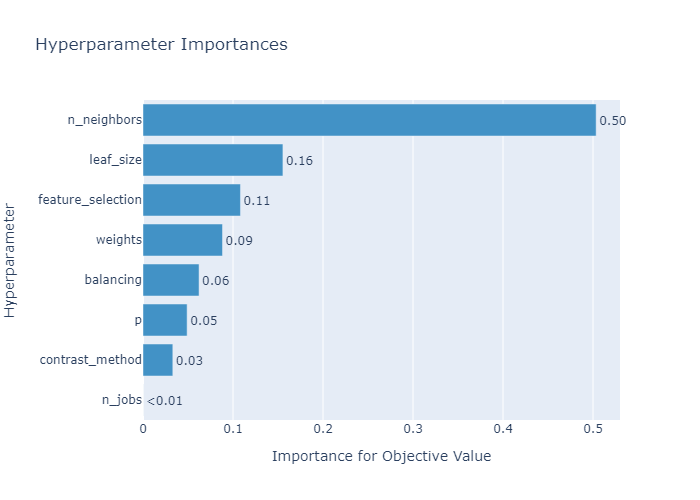 Hyperparameter Importances
Hyperparameter
n_neighbors 0.50
leaf_size 0.16
feature_selection 0.11
weights 0.09
balancing 0.06
p 0.05
contrast_method 0.03
n_jobs <0.01
0 0.1 0.2 0.3 0.4 0.5
Importance for Objective Value